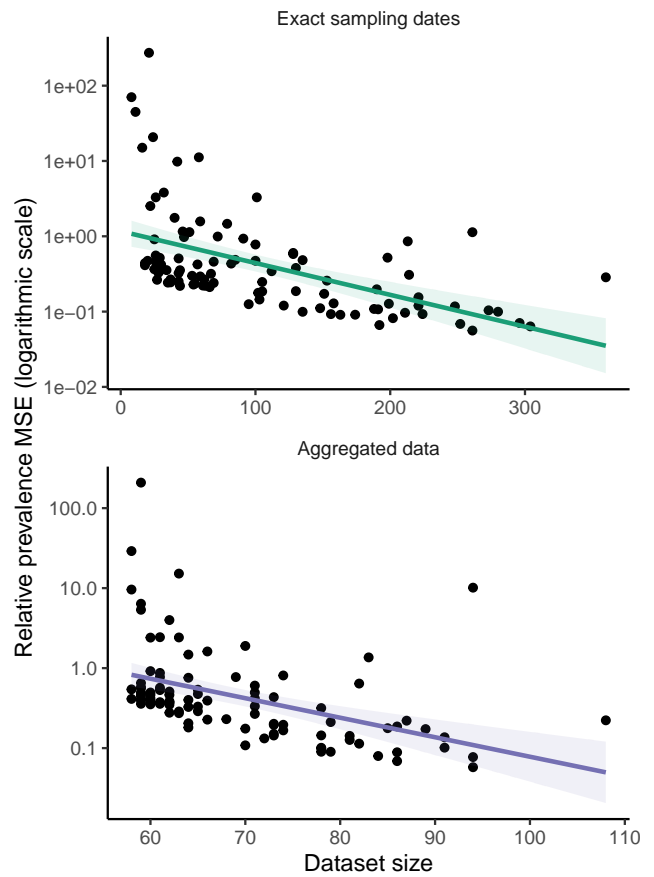 Exact sampling dates
1e+02
1e+01
1e+00
1e−01
1e−02
0 100 200 300
Relative prevalence MSE (logarithmic scale)
Aggregated data
100.0
10.0
1.0
0.1
60 70 80 90 100 110
Dataset size